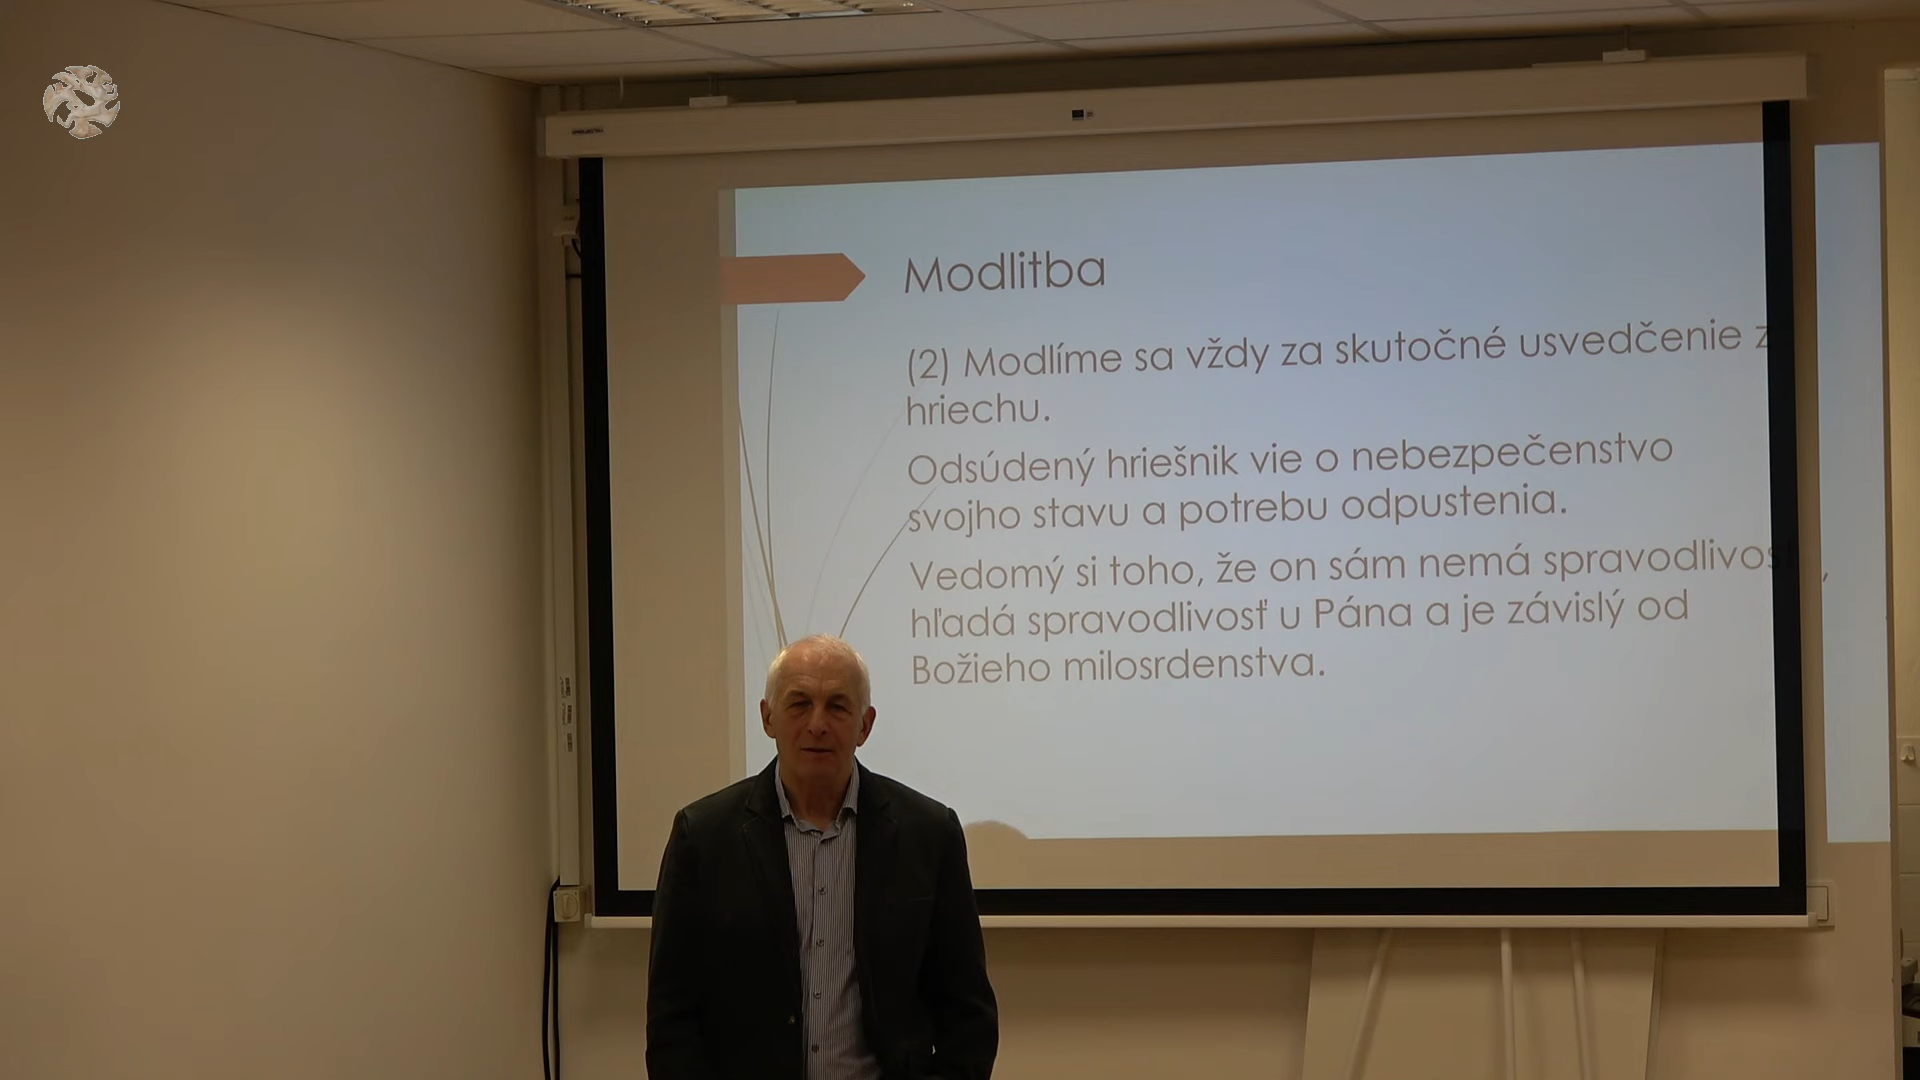 Modlitba
(2) Modlíme sa vždy za skutočné usvedčenie z
hriechu.
Odsúdený hriešnik vie o nebezpečenstvo
svojho stavu a potrebu odpustenia.
Vedomý si toho, že on sám nemá spravodlivosť,
hľadá spravodlivosť u Pána a je závislý od
Božieho milosrdenstva.